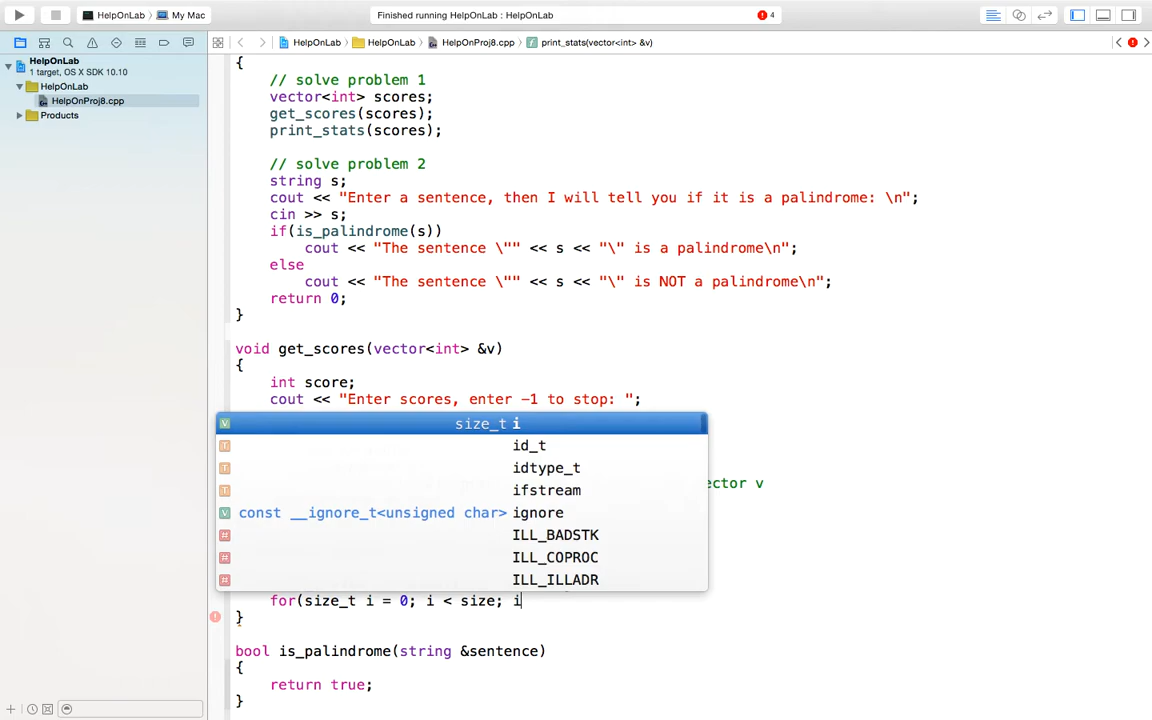 HelpOnLab › My Mac
Finished running HelpOnLab : HelpOnLab
4
HelpOnLab › HelpOnLab › HelpOnProj8.cpp › print_stats(vector<int> &v)
HelpOnLab
1 target, OS X SDK 10.10
HelpOnLab
HelpOnProj8.cpp
Products
{
// solve problem 1
vector<int> scores;
get_scores(scores);
print_stats(scores);
// solve problem 2
string s;
cout << "Enter a sentence, then I will tell you if it is a palindrome: \n";
cin >> s;
if(is_palindrome(s))
cout << "The sentence \"" << s << "\" is a palindrome\n";
else
cout << "The sentence \"" << s << "\" is NOT a palindrome\n";
return 0;
}
void get_scores(vector<int> &v)
{
int score;
cout << "Enter scores, enter -1 to stop: ";
V size_t i
T id_t
T idtype_t
ector v
T ifstream
V const __ignore_t<unsigned char> ignore
# ILL_BADSTK
# ILL_COPROC
# ILL_ILLADR
for(size_t i = 0; i < size; i
}
bool is_palindrome(string &sentence)
{
return true;
}